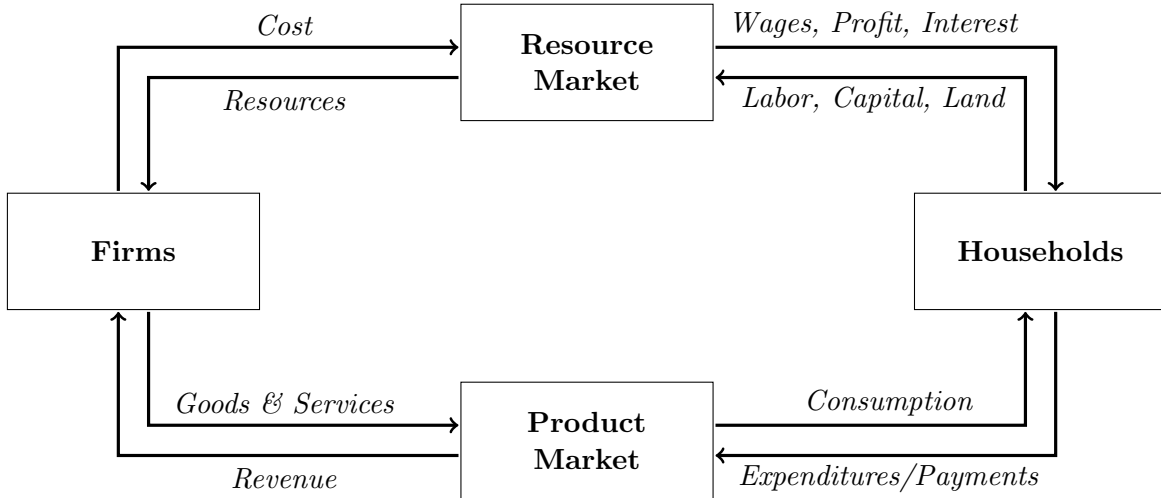 Cost
Resource
Market
Wages, Profit, Interest
Resources
Labor, Capital, Land
Firms
Households
Goods & Services
Product
Market
Consumption
Revenue
Expenditures/Payments